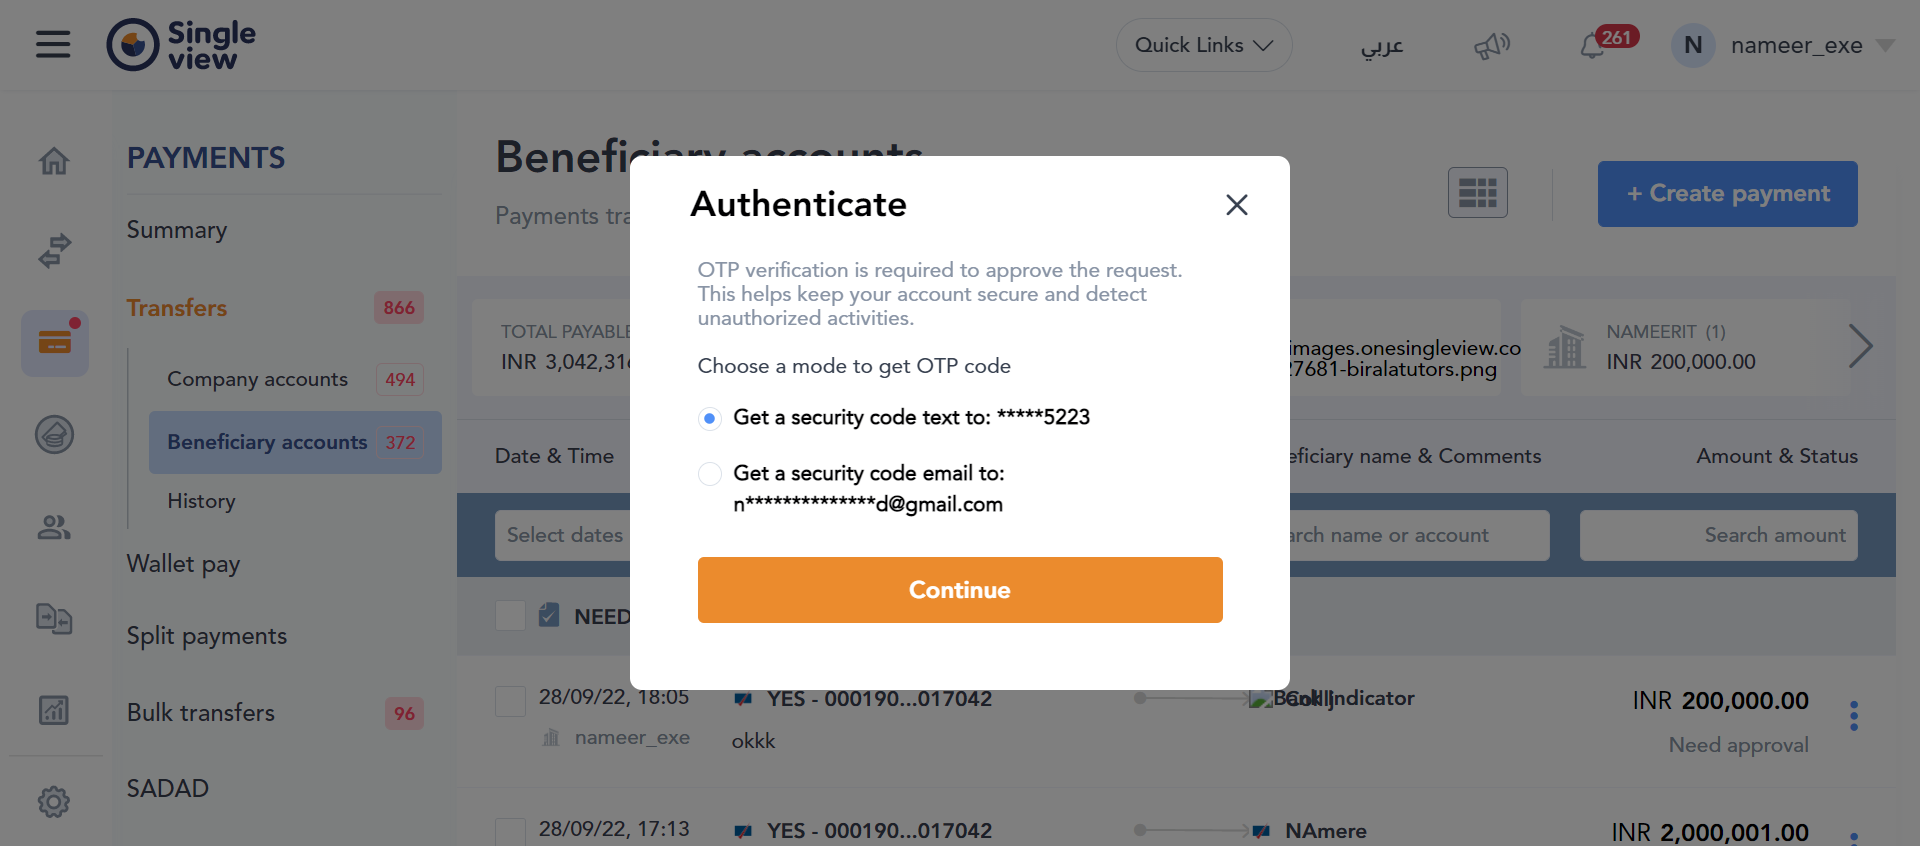 Single
view
Quick Links
عربي
261
N
nameer_exe
PAYMENTS
Summary
Transfers
866
Company accounts
494
Beneficiary accounts
372
History
Wallet pay
Split payments
Bulk transfers
96
SADAD
Beneficiary accounts
Payments tra
+ Create payment
TOTAL PAYABLE
INR 3,042,316
images.onesingleview.co
27681-biralatutors.png
NAMEERIT (1)
INR 200,000.00
Date & Time
eficiary name & Comments
Amount & Status
Select dates
arch name or account
Search amount
NEED
Authenticate
OTP verification is required to approve the request.
This helps keep your account secure and detect
unauthorized activities.
Choose a mode to get OTP code
Get a security code text to: *****5223
Get a security code email to:
n**************d@gmail.com
Continue
28/09/22, 18:05
YES - 000190...017042
Bank indicator
INR 200,000.00
nameer_exe
okkk
Need approval
28/09/22, 17:13
YES - 000190...017042
NAmere
INR 2,000,001.00